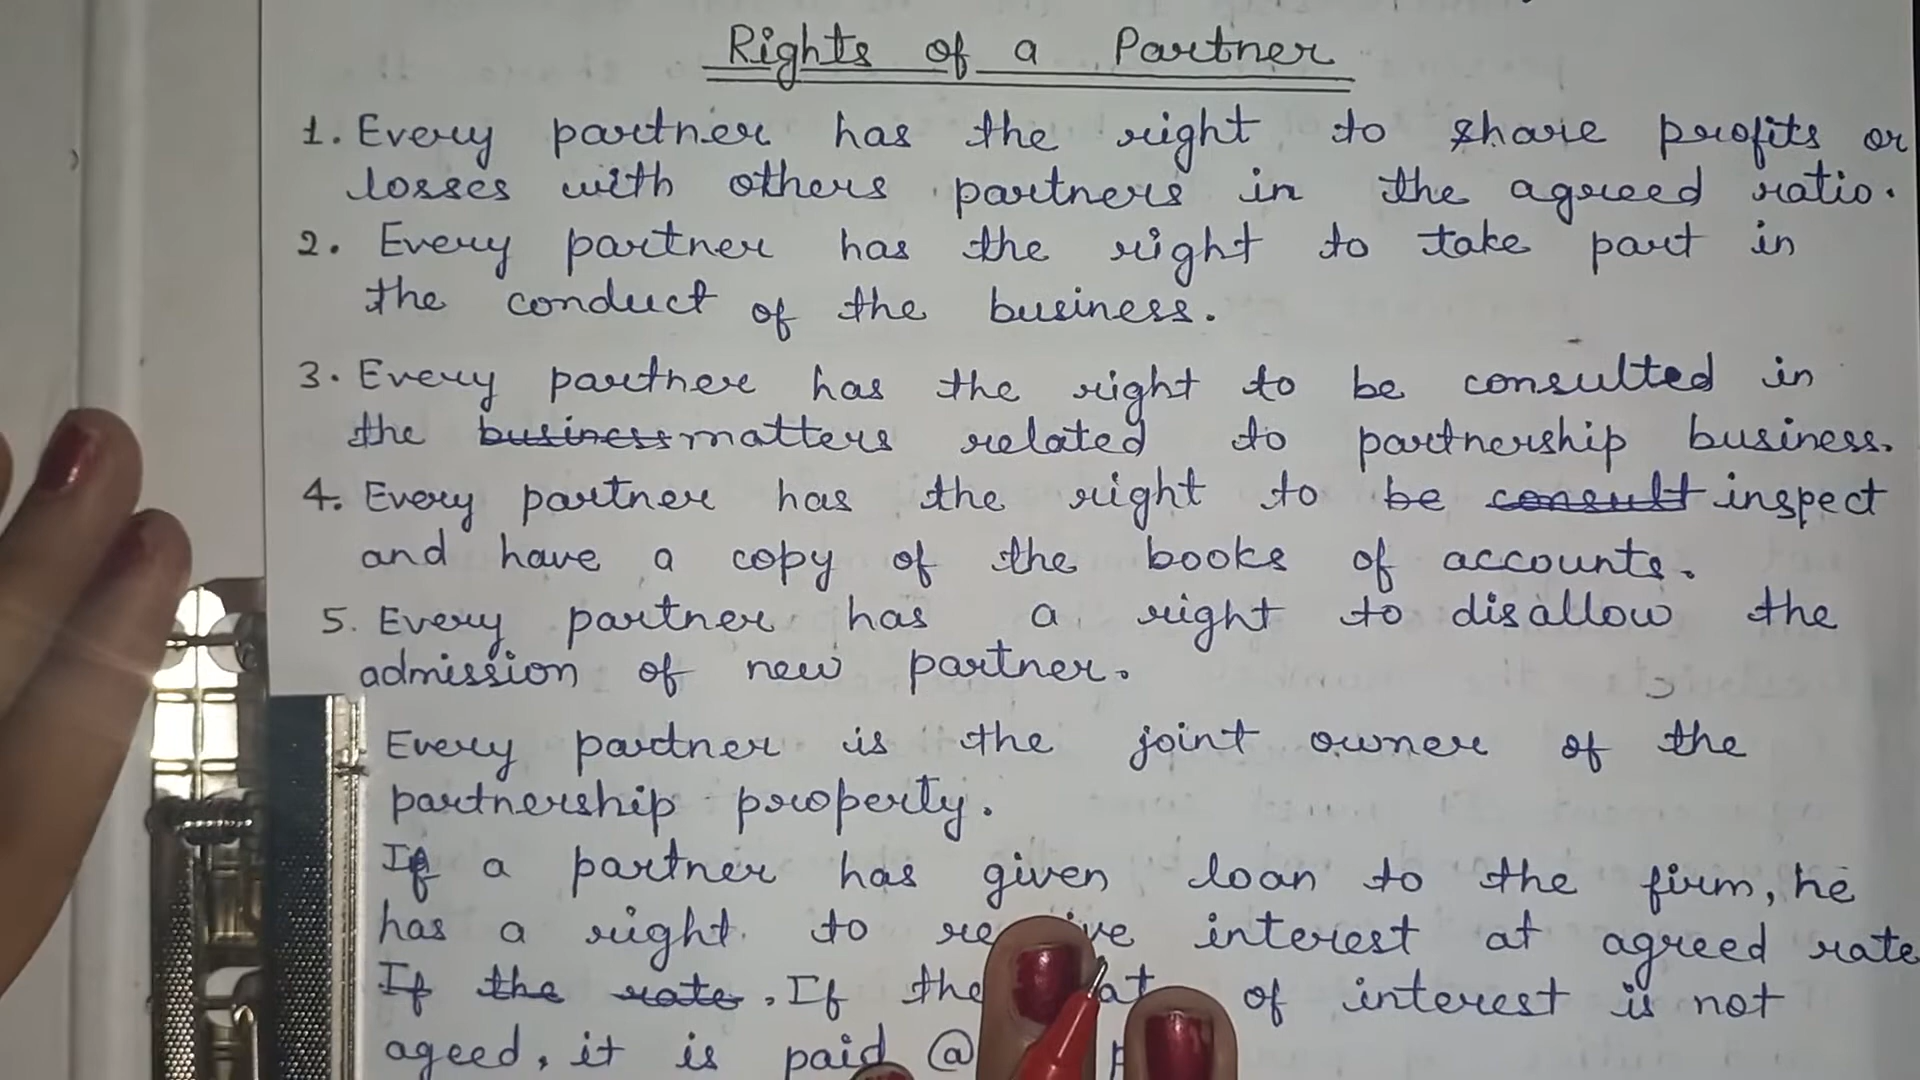 Rights of a Partner
1. Every partner has the right to share profits or
losses with others partners in the agreed ratio.
2. Every partner has the right to take part in
the conduct of the business.
3. Every partner has the right to be consulted in
the business matters related to partnership business.
4. Every partner has the right to be consult inspect
and have a copy of the books of accounts.
5. Every partner has a right to disallow the
admission of new partner.
Every partner is the joint owner of the
partnership property.
If a partner has given loan to the firm, he
has a right to interest at agreed rate
If the rate. If the of interest is not
ageed, it is paid @